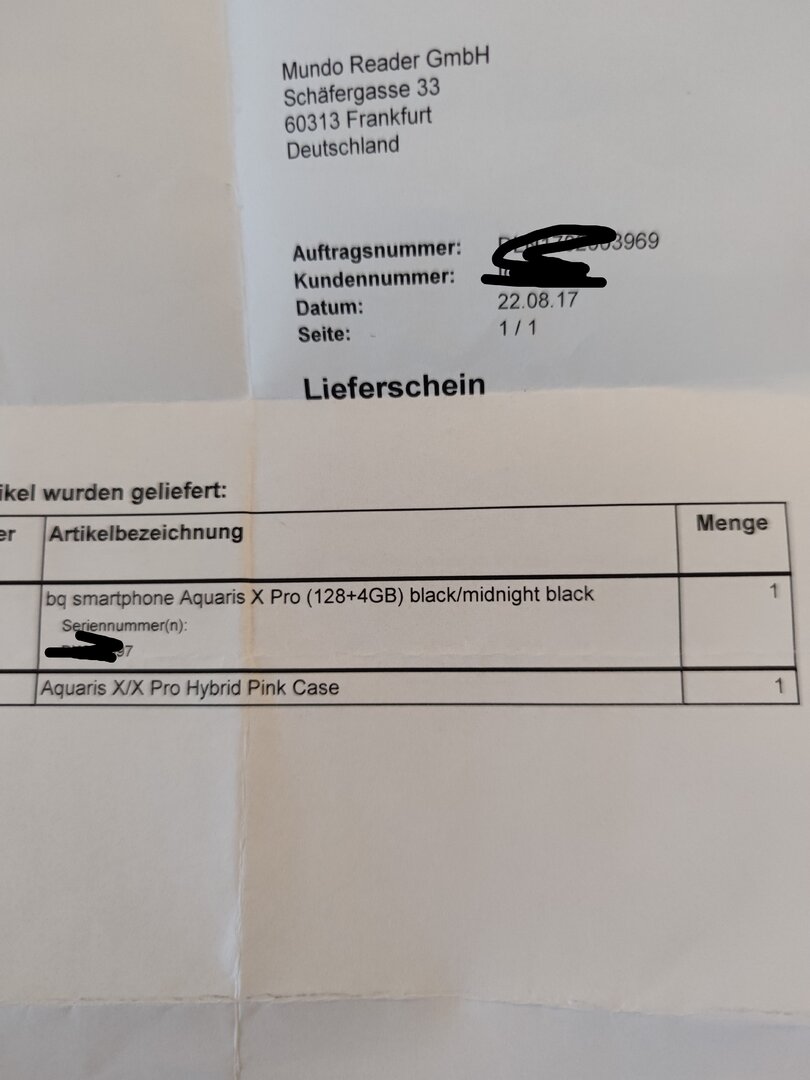 Mundo Reader GmbH
Schäfergasse 33
60313 Frankfurt
Deutschland
Auftragsnummer: 3969
Kundennummer:
Datum: 22.08.17
Seite: 1 / 1
Lieferschein
ikel wurden geliefert:
er Artikelbezeichnung Menge
bq smartphone Aquaris X Pro (128+4GB) black/midnight black 1
Seriennummer(n):
97
Aquaris X/X Pro Hybrid Pink Case 1